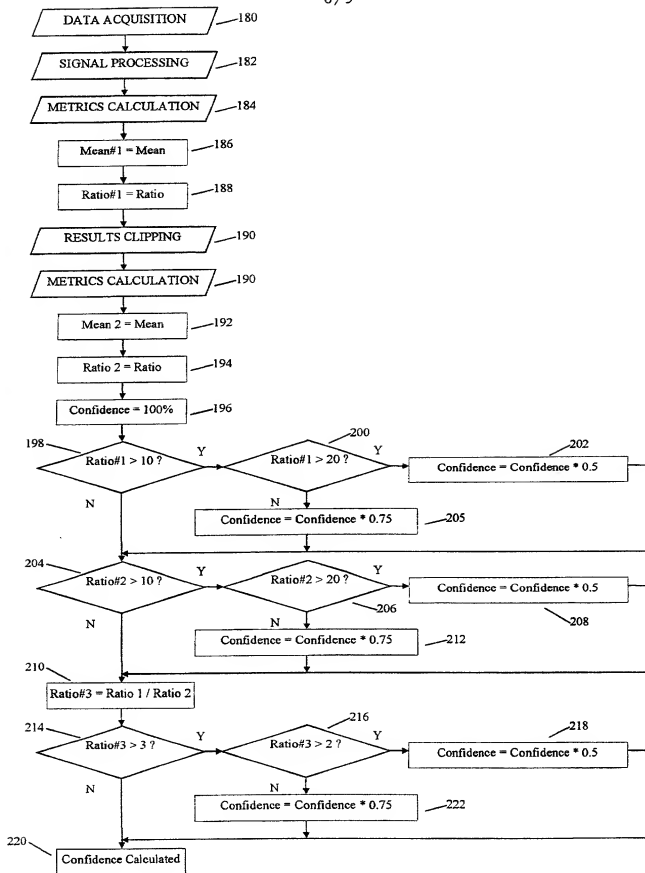 6/9
DATA ACQUISITION 180
SIGNAL PROCESSING 182
METRICS CALCULATION 184
Mean#1 = Mean 186
Ratio#1 = Ratio 188
RESULTS CLIPPING 190
METRICS CALCULATION 190
Mean 2 = Mean 192
Ratio 2 = Ratio 194
Confidence = 100% 196
198 Ratio#1 > 10 ? Y 200 Ratio#1 > 20 ? Y 202 Confidence = Confidence * 0.5
N N
Confidence = Confidence * 0.75 205
204 Ratio#2 > 10 ? Y Ratio#2 > 20 ? Y Confidence = Confidence * 0.5
206 208
N N
Confidence = Confidence * 0.75 212
210
Ratio#3 = Ratio 1 / Ratio 2
214 Ratio#3 > 3 ? Y 216 Ratio#3 > 2 ? Y 218 Confidence = Confidence * 0.5
N N
Confidence = Confidence * 0.75 222
220 Confidence Calculated